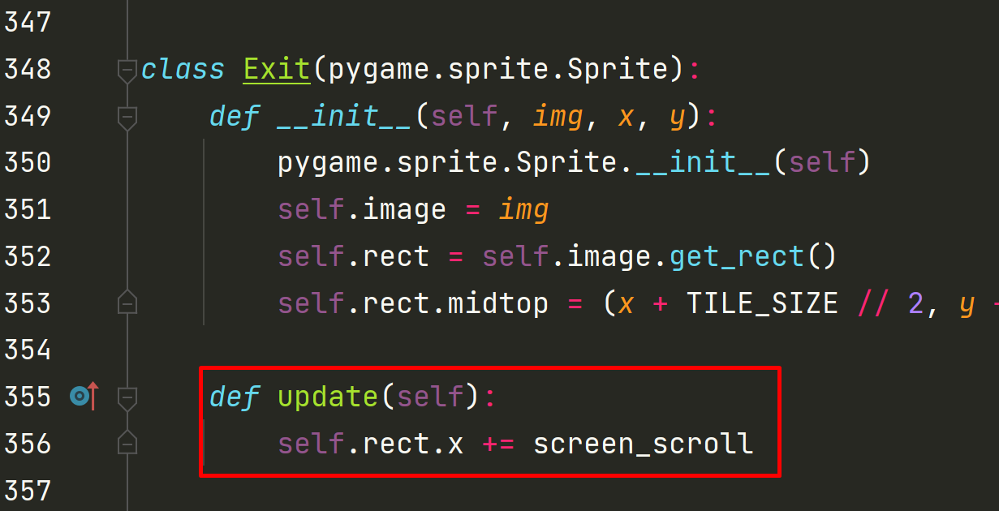 347
348 class Exit(pygame.sprite.Sprite):
349 def __init__(self, img, x, y):
350 pygame.sprite.Sprite.__init__(self)
351 self.image = img
352 self.rect = self.image.get_rect()
353 self.rect.midtop = (x + TILE_SIZE // 2, y
354
355 def update(self):
356 self.rect.x += screen_scroll
357